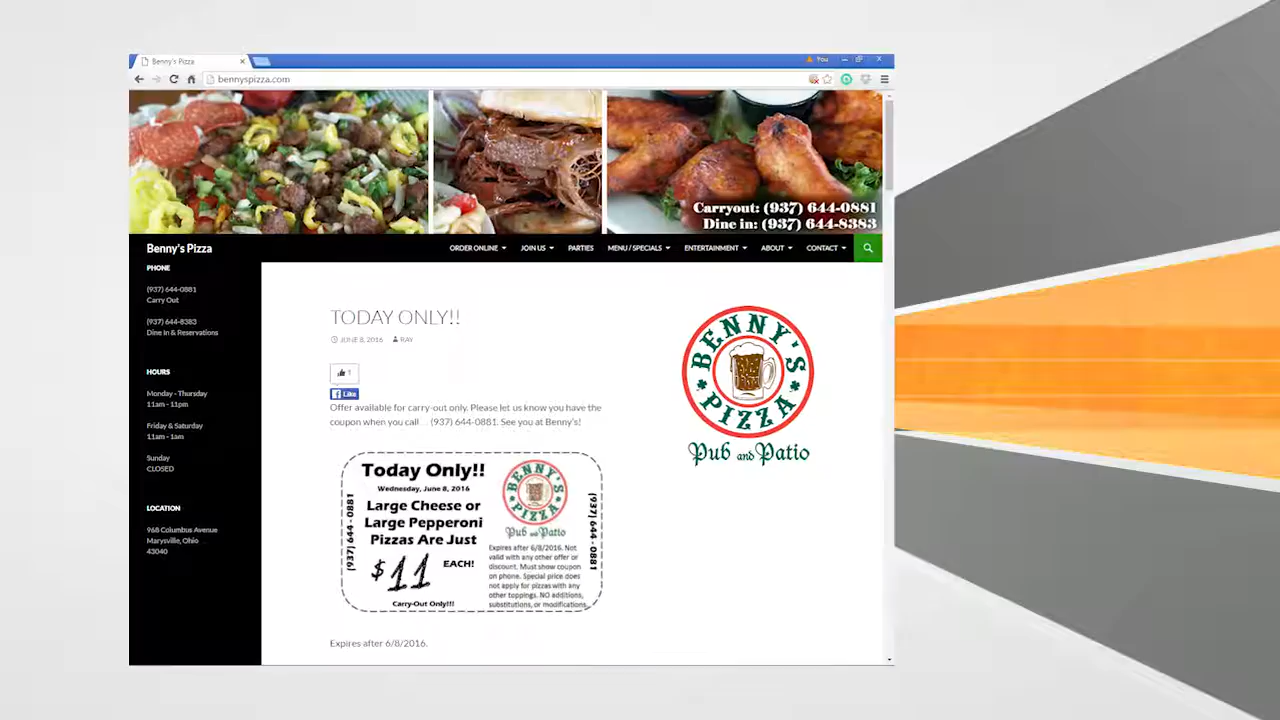 Benny's Pizza
You
bennyspizza.com
Carryout: (937) 644-0881
Dine in: (937) 644-8383
Benny's Pizza
ORDER ONLINE
JOIN US
PARTIES
MENU / SPECIALS
ENTERTAINMENT
ABOUT
CONTACT
PHONE
(937) 644-0881
Carry Out
(937) 644-8383
Dine In & Reservations
HOURS
Monday - Thursday
11am - 11pm
Friday & Saturday
11am - 1am
Sunday
CLOSED
LOCATION
968 Columbus Avenue
Marysville, Ohio
43040
TODAY ONLY!!
JUNE 8, 2016 RAY
1
Like
Offer available for carry-out only. Please let us know you have the
coupon when you call… (937) 644-0881. See you at Benny's!
Today Only!!
Wednesday, June 8, 2016
Large Cheese or
Large Pepperoni
Pizzas Are Just
$11 EACH!
Carry-Out Only!!!
(937) 644 - 0881
BENNY'S PIZZA
Pub and Patio
Expires after 6/8/2016. Not
valid with any other offer or
discount. Must show coupon
on phone. Special price does
not apply for pizzas with any
other toppings. NO additions,
substitutions, or modifications.
(937) 644 - 0881
Expires after 6/8/2016.
BENNY'S PIZZA
Pub and Patio